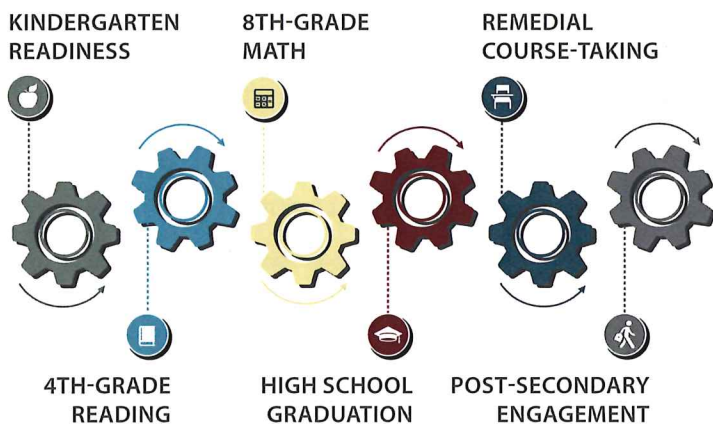 KINDERGARTEN
READINESS
8TH-GRADE
MATH
REMEDIAL
COURSE-TAKING
4TH-GRADE
READING
HIGH SCHOOL
GRADUATION
POST-SECONDARY
ENGAGEMENT